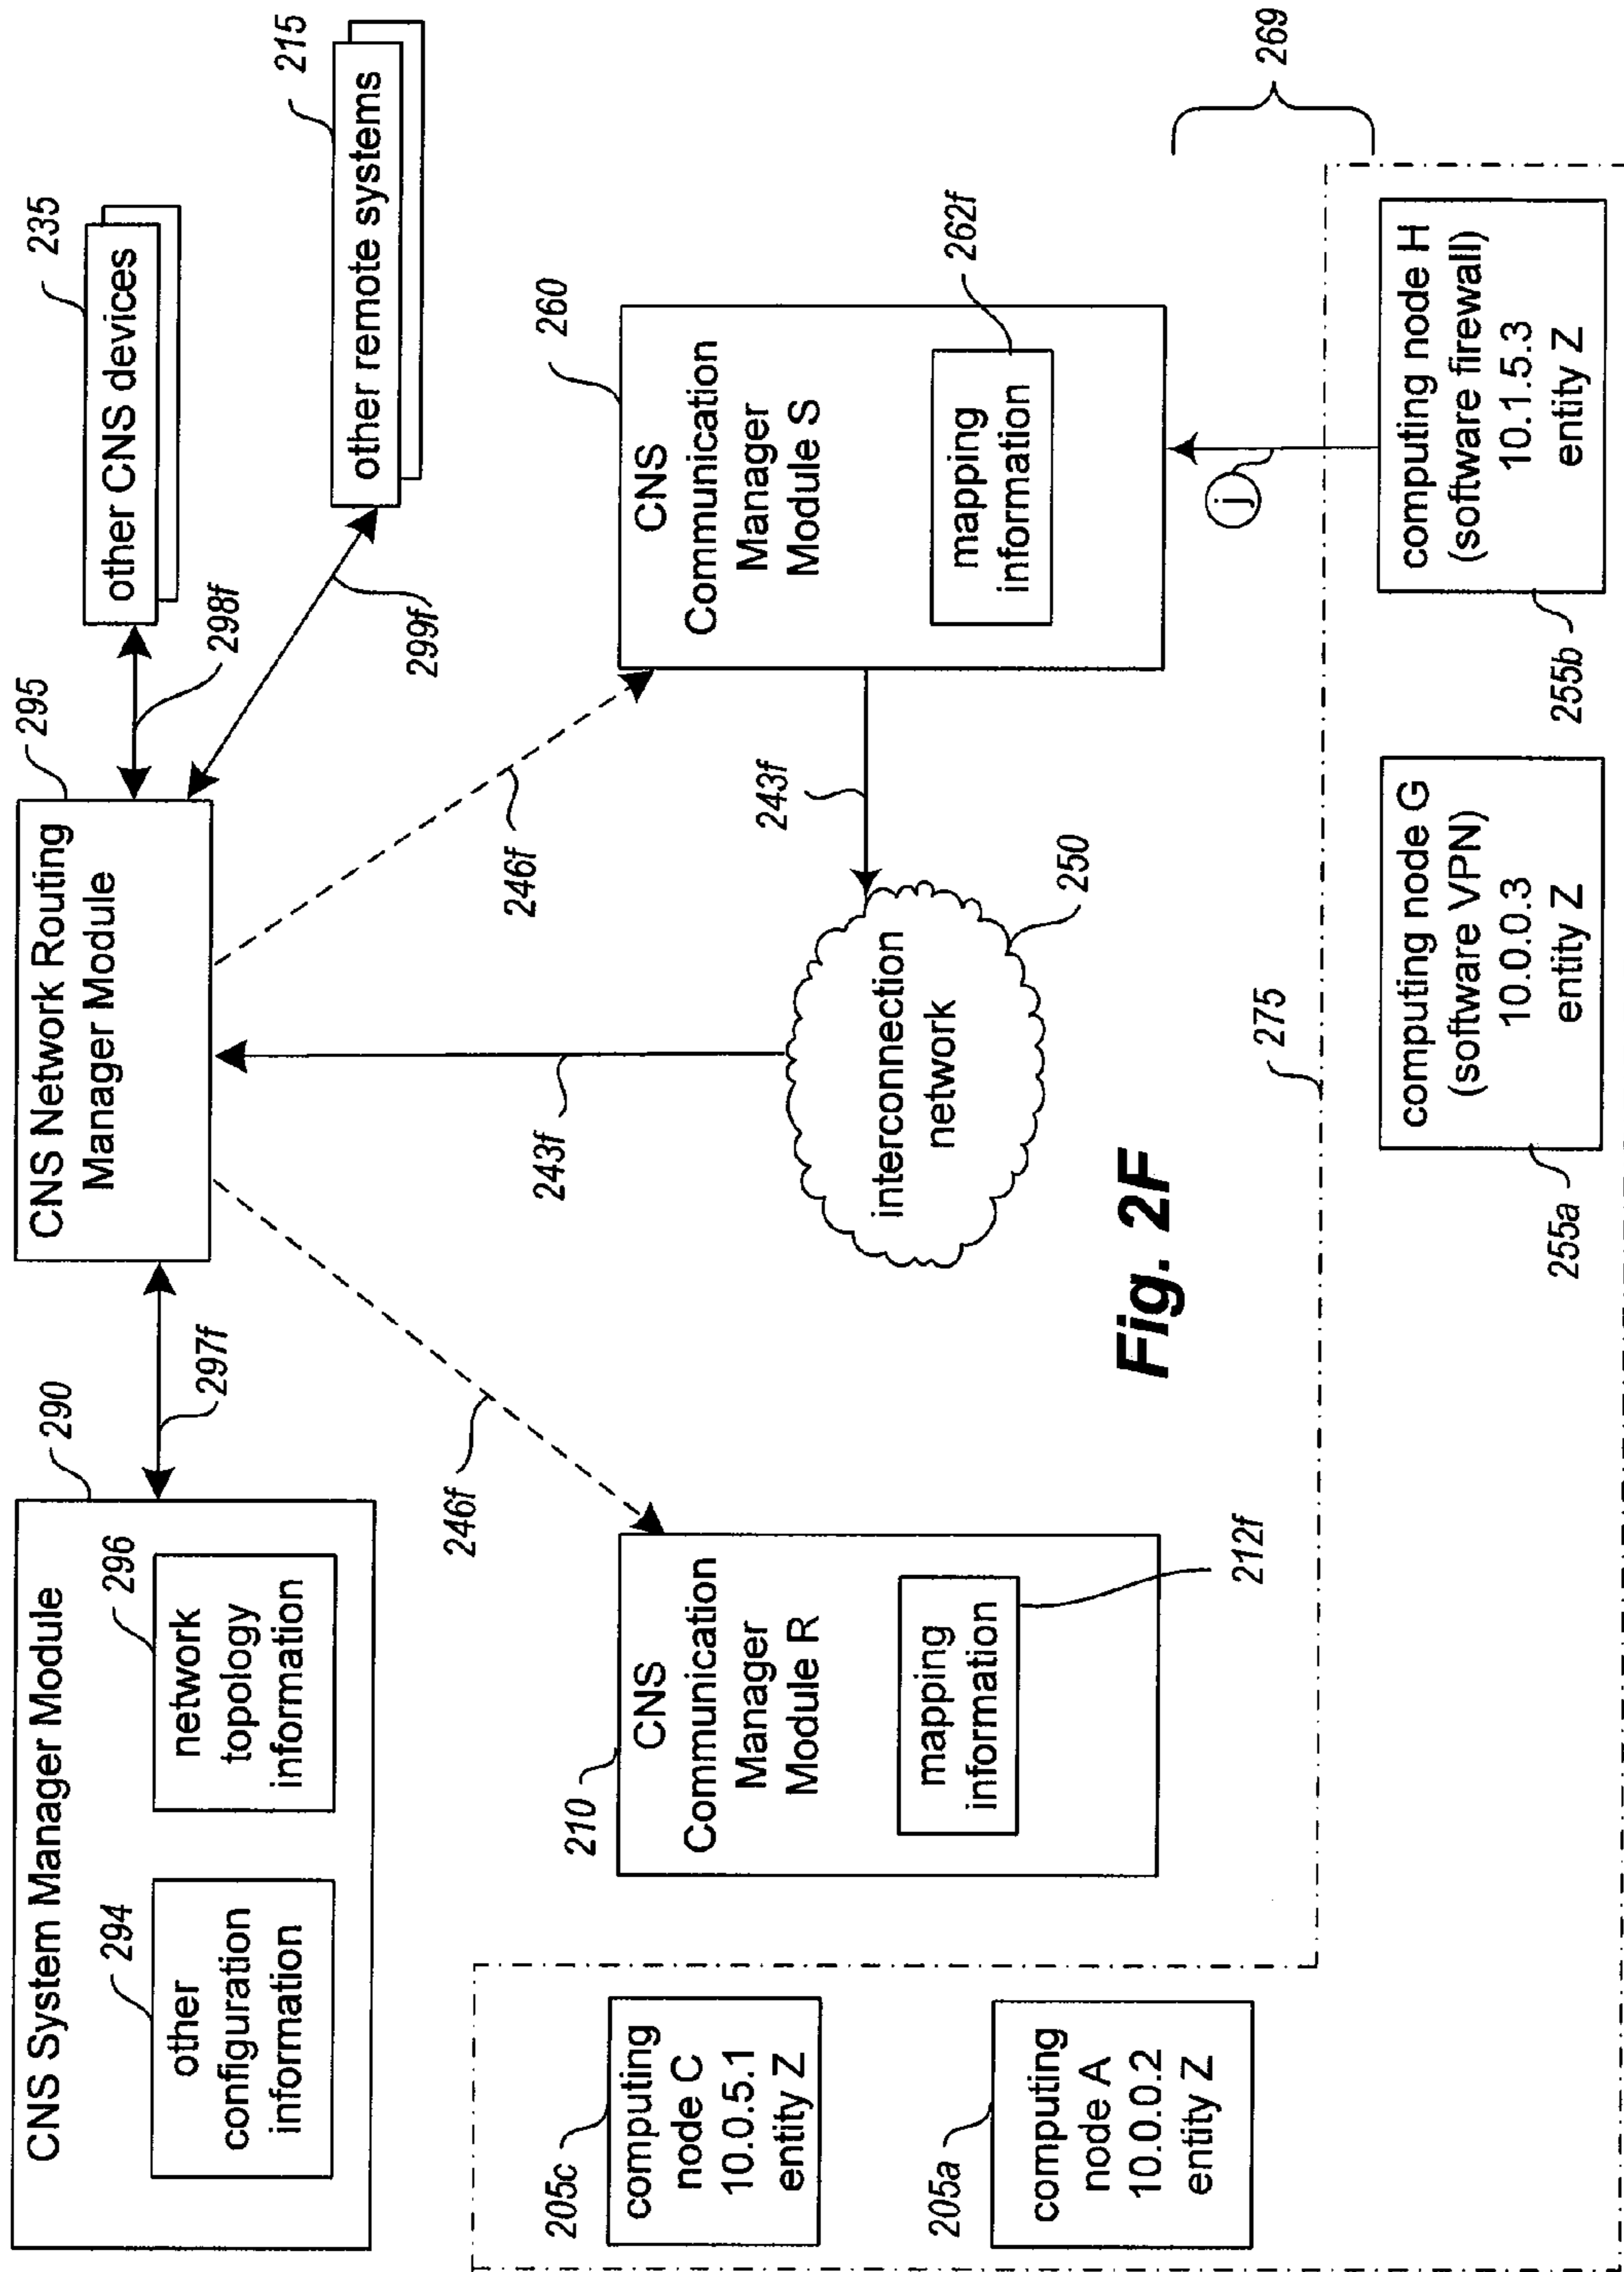 CNS System Manager Module
290
294
other
configuration
information
296
network
topology
information
297f
CNS Network Routing
Manager Module
295
298f
other CNS devices
235
299f
other remote systems
215
246f
246f
243f
243f
210
CNS
Communication
Manager
Module R
mapping
information
212f
interconnection
network
250
260
CNS
Communication
Manager
Module S
mapping
information
262f
205c
computing
node C
10.0.5.1
entity Z
205a
computing
node A
10.0.0.2
entity Z
Fig. 2F
275
j
269
255a
computing node G
(software VPN)
10.0.0.3
entity Z
255b
computing node H
(software firewall)
10.1.5.3
entity Z